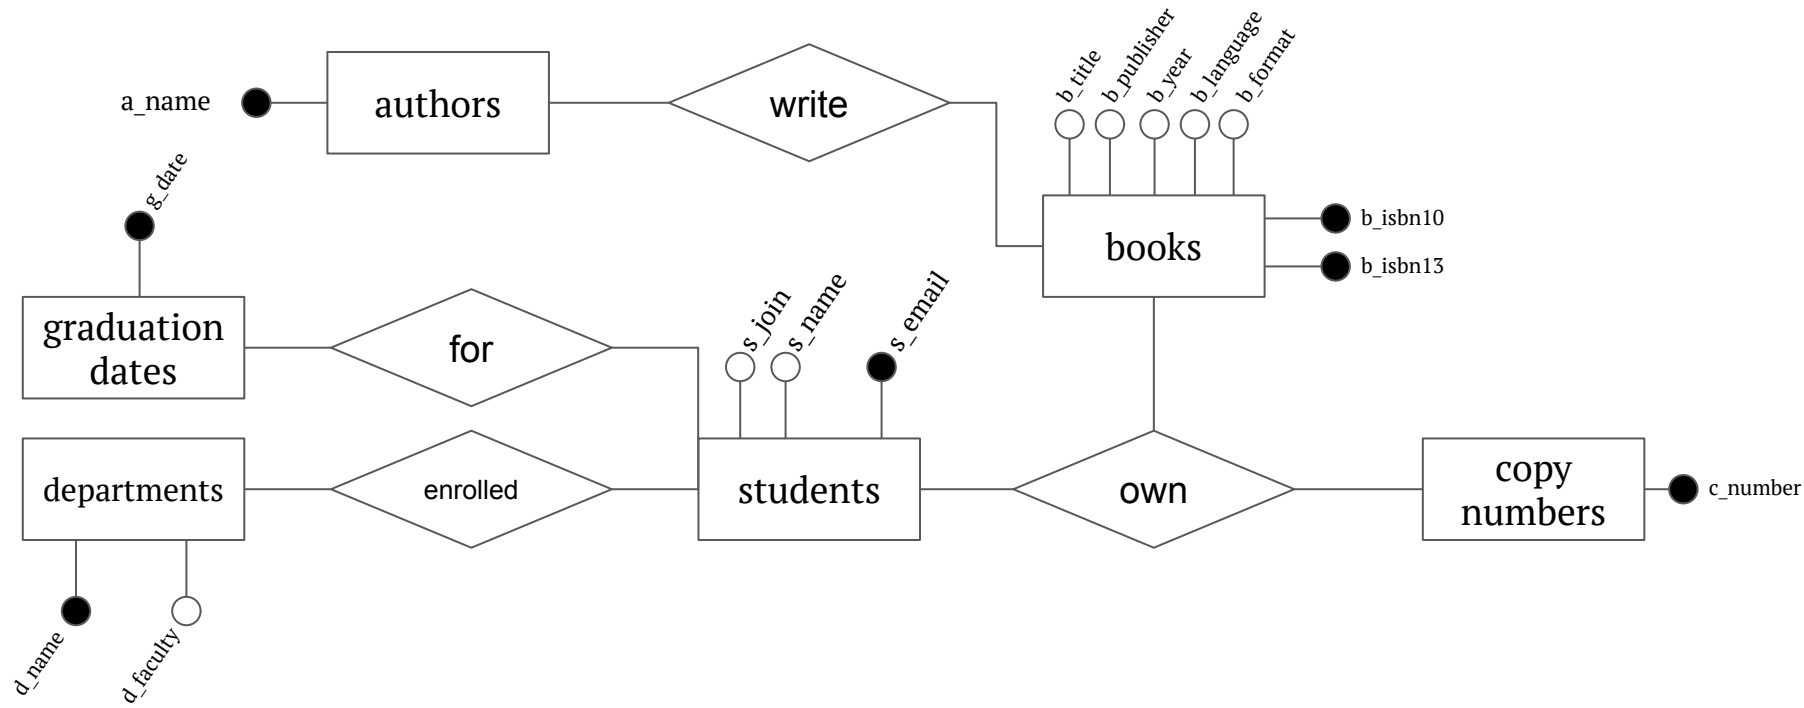 b_title
b_publisher
b_year
b_language
b_format
a_name
authors
write
g_date
books
b_isbn10
b_isbn13
graduation
dates
for
s_join
s_name
s_email
departments
enrolled
students
own
copy
numbers
c_number
d_name
d_faculty